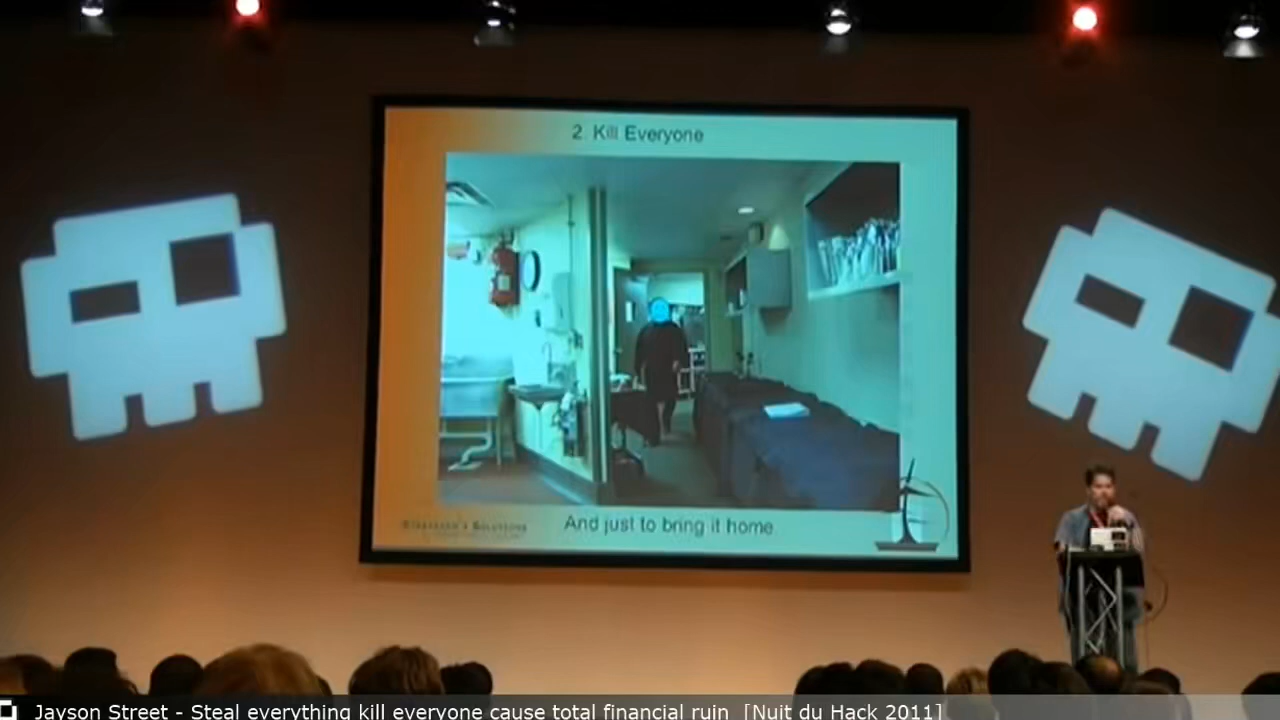 2 Kill Everyone
And just to bring it home
Jayson Street - Steal everything kill everyone cause total financial ruin [Nuit du Hack 2011]